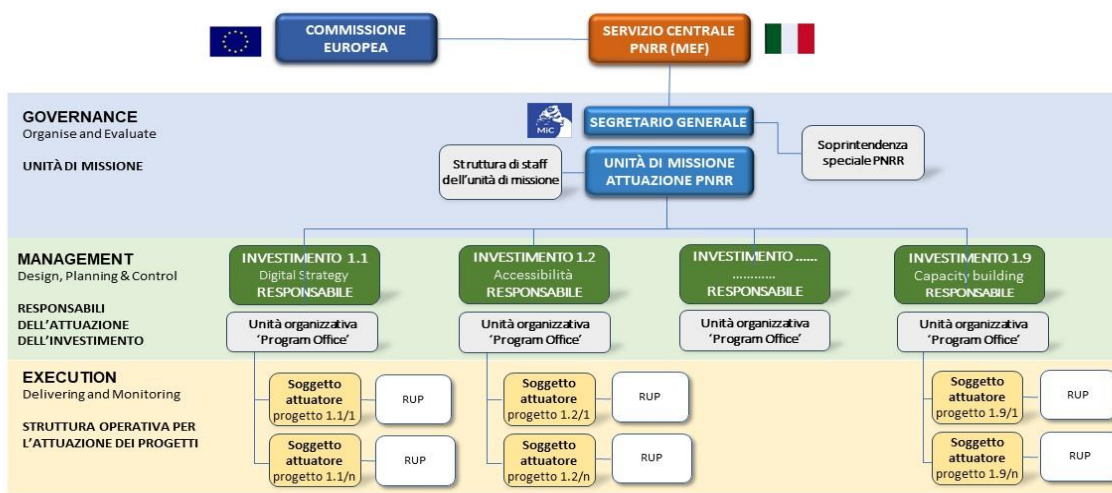 COMMISSIONE
EUROPEA
SERVIZIO CENTRALE
PNRR (MEF)
GOVERNANCE
Organise and Evaluate
UNITÀ DI MISSIONE
MiC
SEGRETARIO GENERALE
Soprintendenza
speciale PNRR
Struttura di staff
dell'unità di missione
UNITÀ DI MISSIONE
ATTUAZIONE PNRR
MANAGEMENT
Design, Planning & Control
RESPONSABILI
DELL'ATTUAZIONE
DELL'INVESTIMENTO
INVESTIMENTO 1.1
Digital Strategy
RESPONSABILE
INVESTIMENTO 1.2
Accessibilità
RESPONSABILE
INVESTIMENTO ......
............
RESPONSABILE
INVESTIMENTO 1.9
Capacity building
RESPONSABILE
Unità organizzativa
'Program Office'
Unità organizzativa
'Program Office'
Unità organizzativa
'Program Office'
Unità organizzativa
'Program Office'
EXECUTION
Delivering and Monitoring
STRUTTURA OPERATIVA PER
L'ATTUAZIONE DEI PROGETTI
Soggetto
attuatore
progetto 1.1/1
RUP
Soggetto
attuatore
progetto 1.2/1
RUP
Soggetto
attuatore
progetto 1.9/1
RUP
Soggetto
attuatore
progetto 1.1/n
RUP
Soggetto
attuatore
progetto 1.2/n
RUP
Soggetto
attuatore
progetto 1.9/n
RUP